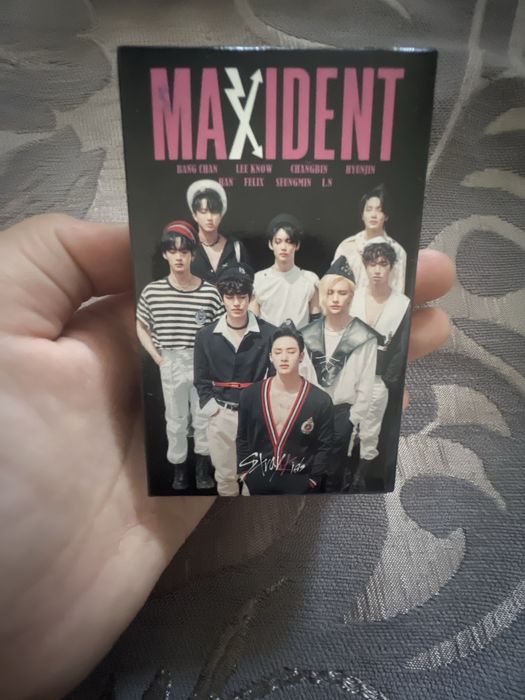 MAXIDENT
BANG CHAN LEE KNOW CHANGBIN HYUNJIN
HAN FELIX SEUNGMIN I.N
Stray Kids